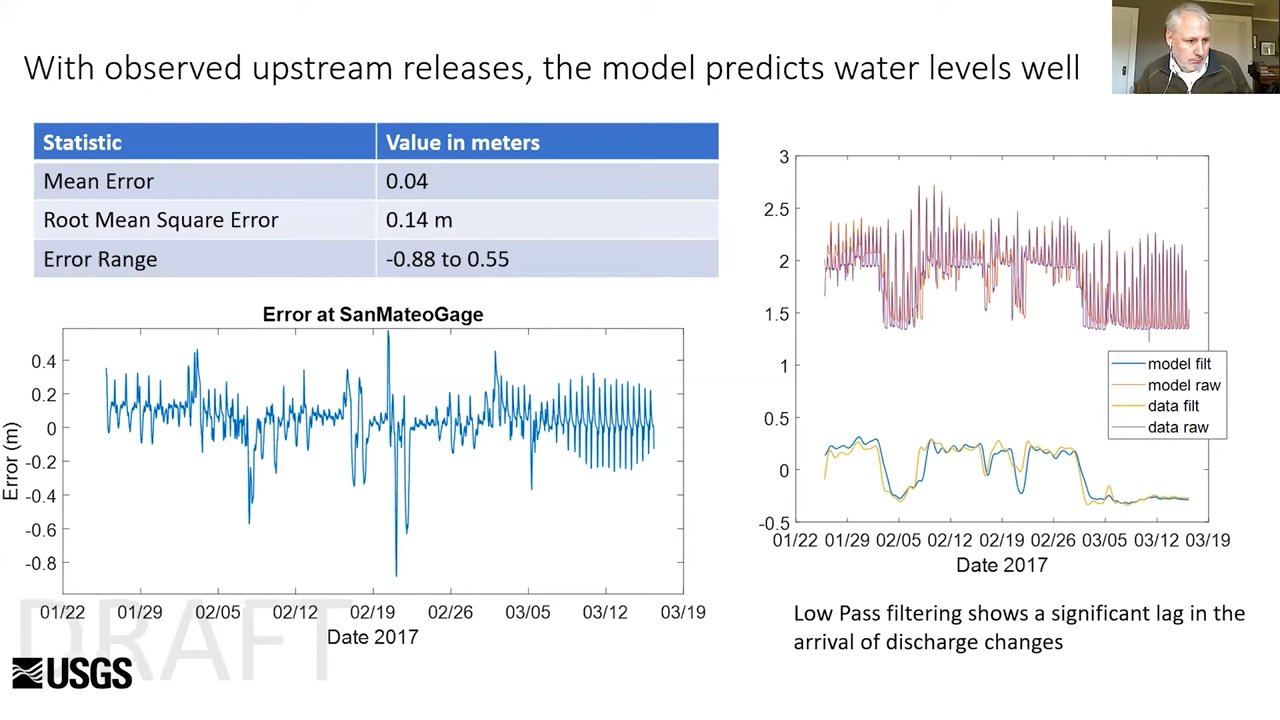 With observed upstream releases, the model predicts water levels well
Statistic Value in meters
Mean Error 0.04
Root Mean Square Error 0.14 m
Error Range -0.88 to 0.55
Error at SanMateoGage
0.4
0.2
0
-0.2
-0.4
-0.6
-0.8
Error (m)
01/22 01/29 02/05 02/12 02/19 02/26 03/05 03/12 03/19
Date 2017
3
2.5
2
1.5
1
0.5
0
-0.5
model filt
model raw
data filt
data raw
01/22 01/29 02/05 02/12 02/19 02/26 03/05 03/12 03/19
Date 2017
Low Pass filtering shows a significant lag in the
arrival of discharge changes
DRAFT
USGS